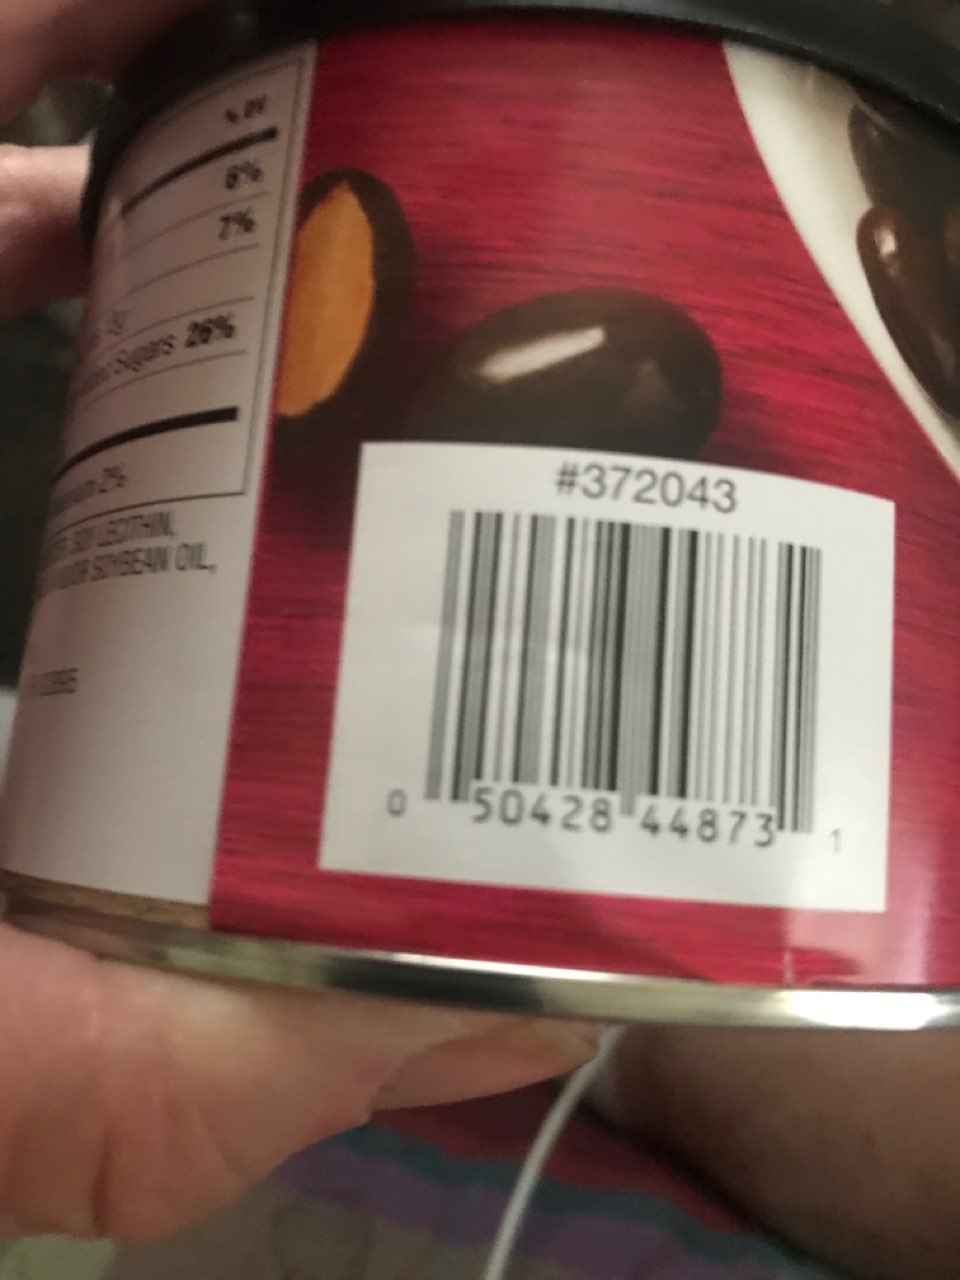 % DV
6%
7%
Sugars 26%
2%
SOY LECITHIN,
SOYBEAN OIL,
#372043
0 50428 44873 1